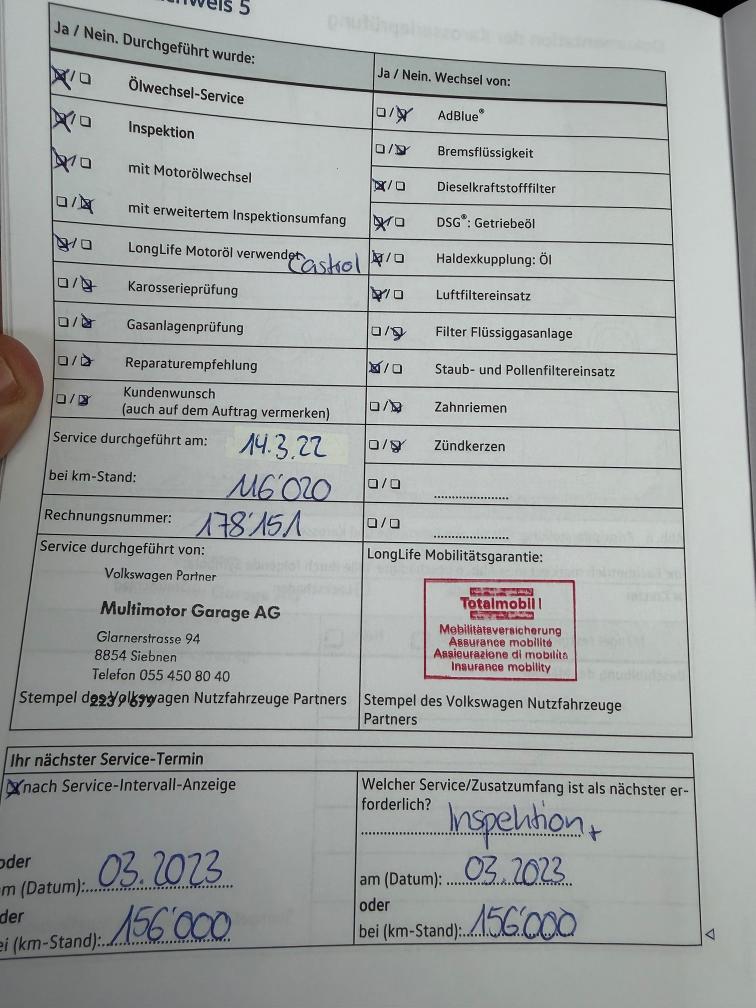 5
Ja / Nein. Durchgeführt wurde:
Ölwechsel-Service
Inspektion
mit Motorölwechsel
mit erweitertem Inspektionsumfang
LongLife Motoröl verwendet Castrol
Karosserieprüfung
Gasanlagenprüfung
Reparaturempfehlung
Kundenwunsch
(auch auf dem Auftrag vermerken)
Service durchgeführt am: 14.3.22
bei km-Stand: 116'020
Rechnungsnummer: 178'151
Service durchgeführt von:
Volkswagen Partner
Multimotor Garage AG
Glarnerstrasse 94
8854 Siebnen
Telefon 055 450 80 40
Stempel des Volkswagen Nutzfahrzeuge Partners
Ja / Nein. Wechsel von:
AdBlue®
Bremsflüssigkeit
Dieselkraftstofffilter
DSG®: Getriebeöl
Haldexkupplung: Öl
Luftfiltereinsatz
Filter Flüssiggasanlage
Staub- und Pollenfiltereinsatz
Zahnriemen
Zündkerzen
LongLife Mobilitätsgarantie:
Totalmobil!
Mobilitätsversicherung
Assurance mobilité
Assicurazione di mobilità
Insurance mobility
Stempel des Volkswagen Nutzfahrzeuge
Partners
Ihr nächster Service-Termin
nach Service-Intervall-Anzeige
oder
am (Datum): 03.2023
oder
bei (km-Stand): 156'000
Welcher Service/Zusatzumfang ist als nächster er-
forderlich?
Inspektion +
am (Datum): 03.2023
oder
bei (km-Stand): 156'000